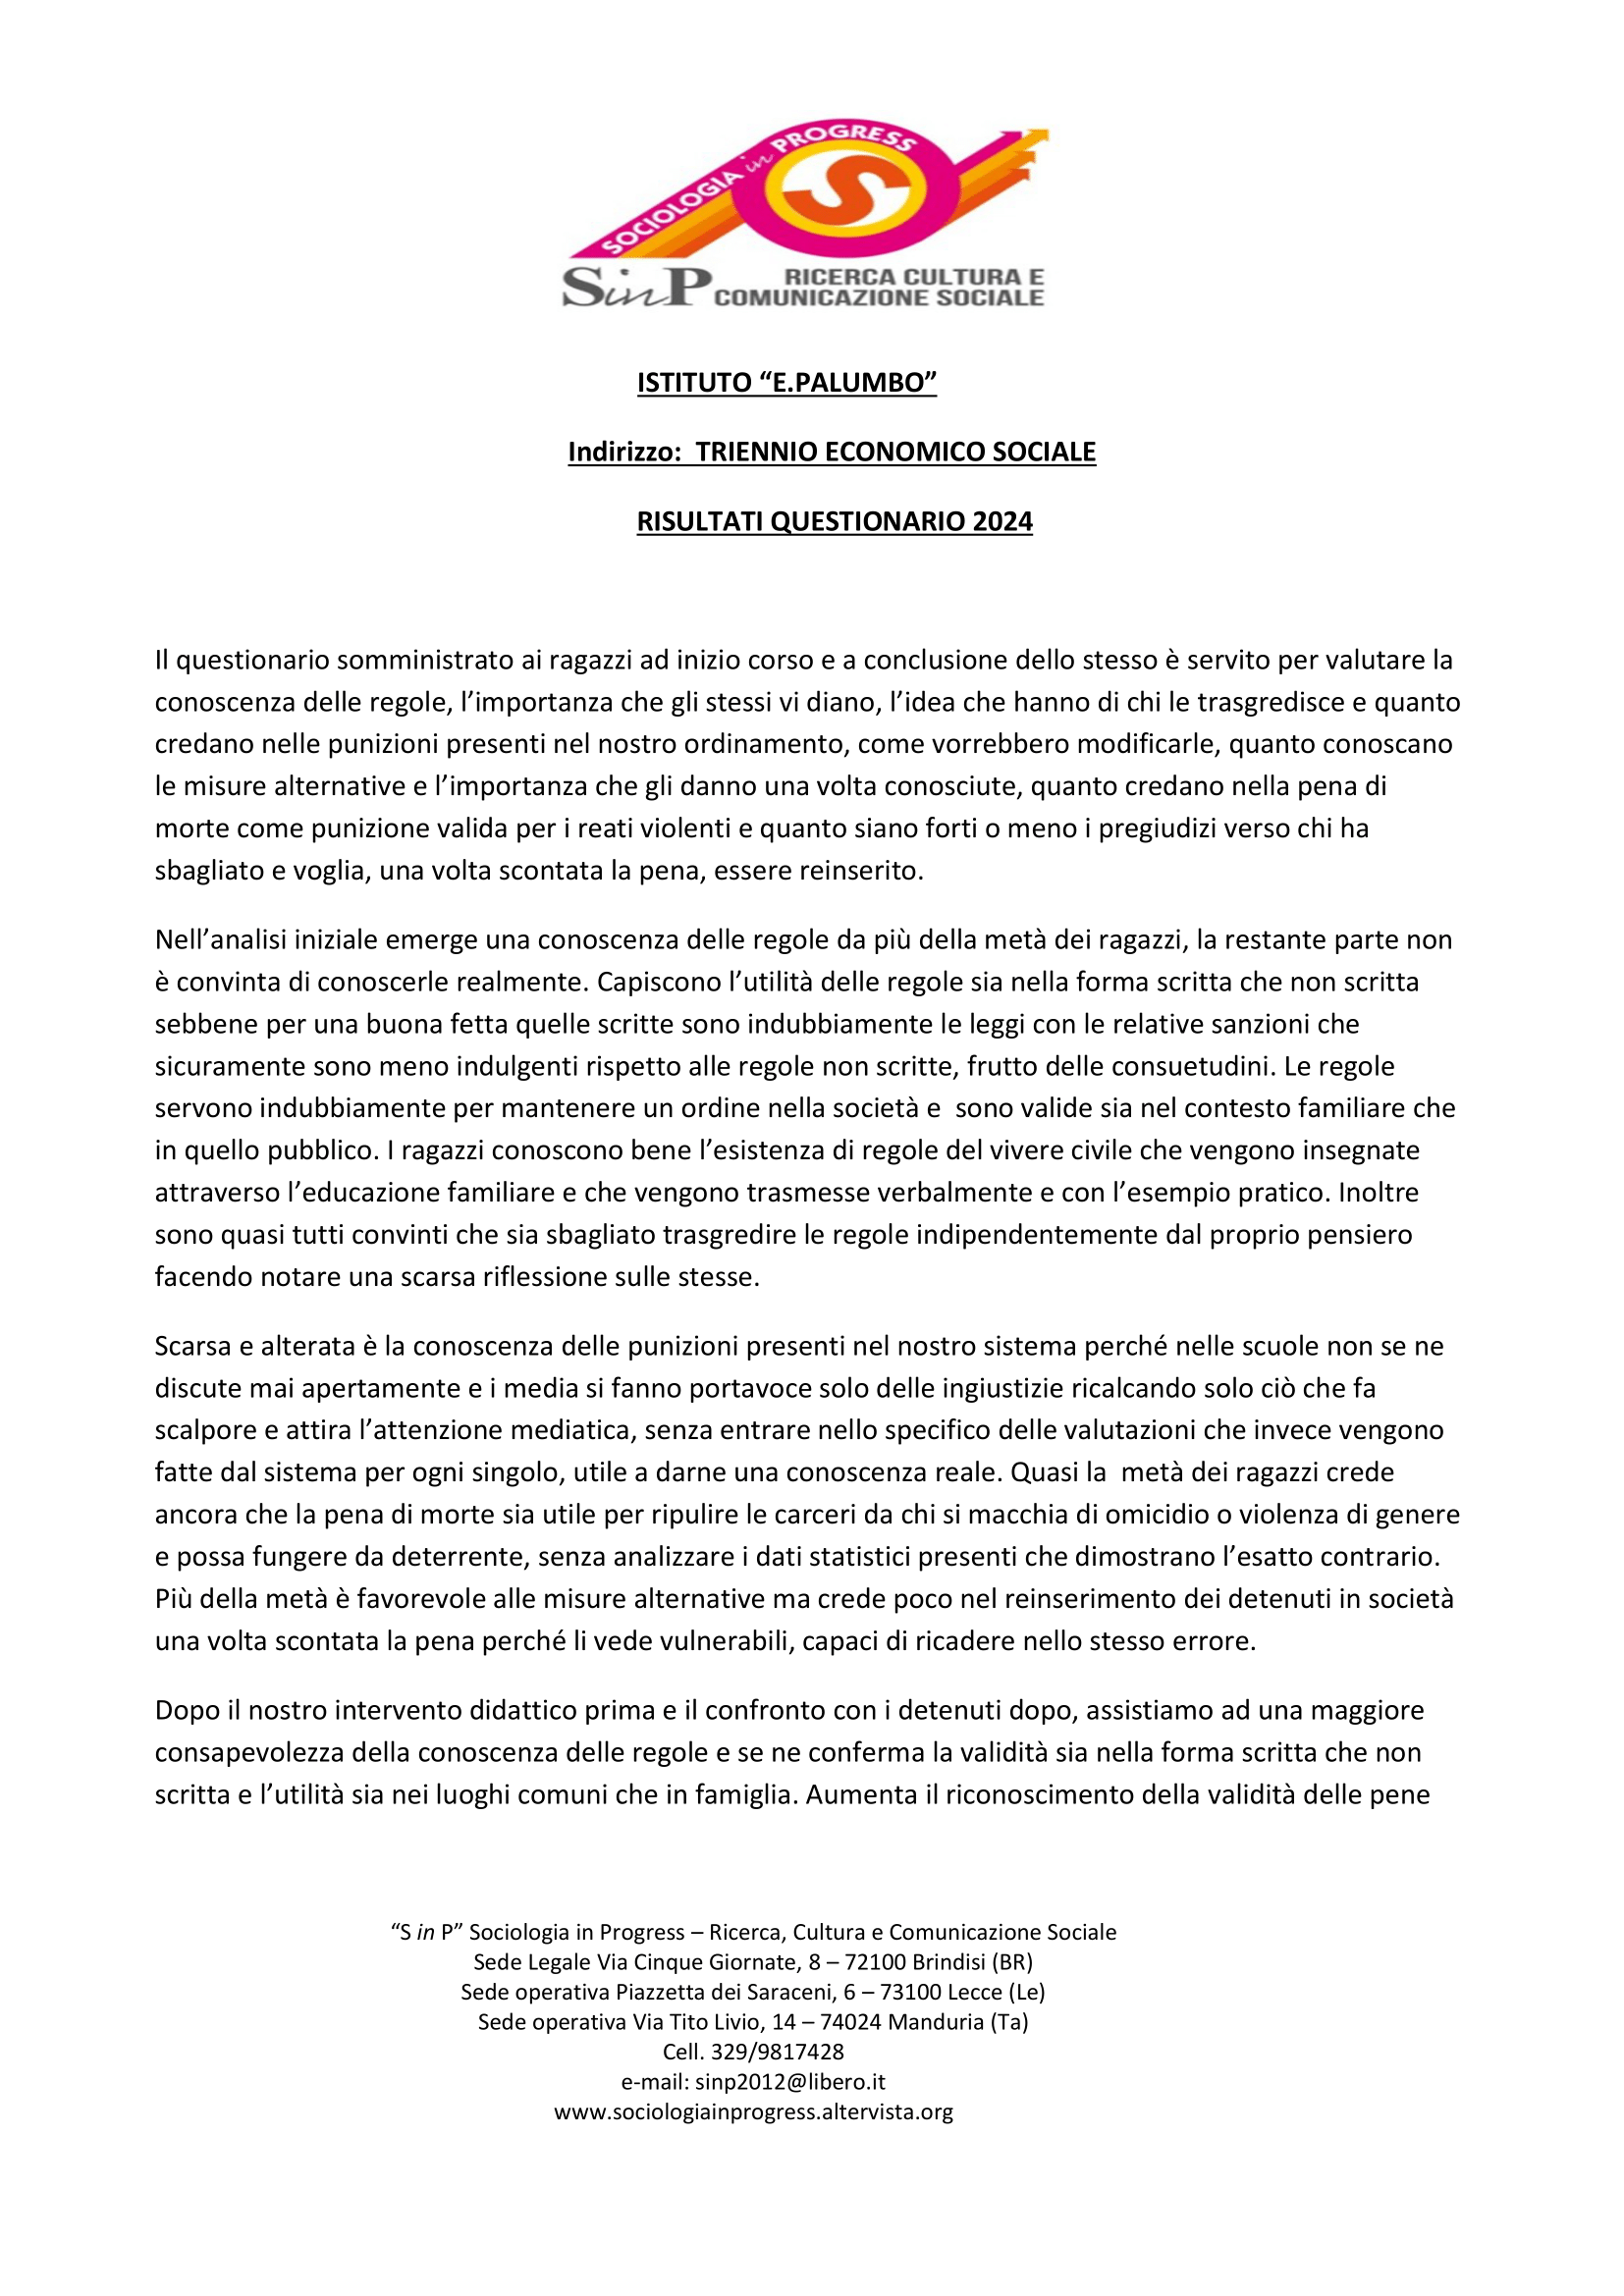 SOCIOLOGIA in PROGRESS
S
SinP RICERCA CULTURA E
COMUNICAZIONE SOCIALE
ISTITUTO “E.PALUMBO”
Indirizzo:  TRIENNIO ECONOMICO SOCIALE
RISULTATI QUESTIONARIO 2024
Il questionario somministrato ai ragazzi ad inizio corso e a conclusione dello stesso è servito per valutare la
conoscenza delle regole, l’importanza che gli stessi vi diano, l’idea che hanno di chi le trasgredisce e quanto
credano nelle punizioni presenti nel nostro ordinamento, come vorrebbero modificarle, quanto conoscano
le misure alternative e l’importanza che gli danno una volta conosciute, quanto credano nella pena di
morte come punizione valida per i reati violenti e quanto siano forti o meno i pregiudizi verso chi ha
sbagliato e voglia, una volta scontata la pena, essere reinserito.
Nell’analisi iniziale emerge una conoscenza delle regole da più della metà dei ragazzi, la restante parte non
è convinta di conoscerle realmente. Capiscono l’utilità delle regole sia nella forma scritta che non scritta
sebbene per una buona fetta quelle scritte sono indubbiamente le leggi con le relative sanzioni che
sicuramente sono meno indulgenti rispetto alle regole non scritte, frutto delle consuetudini. Le regole
servono indubbiamente per mantenere un ordine nella società e  sono valide sia nel contesto familiare che
in quello pubblico. I ragazzi conoscono bene l’esistenza di regole del vivere civile che vengono insegnate
attraverso l’educazione familiare e che vengono trasmesse verbalmente e con l’esempio pratico. Inoltre
sono quasi tutti convinti che sia sbagliato trasgredire le regole indipendentemente dal proprio pensiero
facendo notare una scarsa riflessione sulle stesse.
Scarsa e alterata è la conoscenza delle punizioni presenti nel nostro sistema perché nelle scuole non se ne
discute mai apertamente e i media si fanno portavoce solo delle ingiustizie ricalcando solo ciò che fa
scalpore e attira l’attenzione mediatica, senza entrare nello specifico delle valutazioni che invece vengono
fatte dal sistema per ogni singolo, utile a darne una conoscenza reale. Quasi la  metà dei ragazzi crede
ancora che la pena di morte sia utile per ripulire le carceri da chi si macchia di omicidio o violenza di genere
e possa fungere da deterrente, senza analizzare i dati statistici presenti che dimostrano l’esatto contrario.
Più della metà è favorevole alle misure alternative ma crede poco nel reinserimento dei detenuti in società
una volta scontata la pena perché li vede vulnerabili, capaci di ricadere nello stesso errore.
Dopo il nostro intervento didattico prima e il confronto con i detenuti dopo, assistiamo ad una maggiore
consapevolezza della conoscenza delle regole e se ne conferma la validità sia nella forma scritta che non
scritta e l’utilità sia nei luoghi comuni che in famiglia. Aumenta il riconoscimento della validità delle pene
“S in P” Sociologia in Progress – Ricerca, Cultura e Comunicazione Sociale
Sede Legale Via Cinque Giornate, 8 – 72100 Brindisi (BR)
Sede operativa Piazzetta dei Saraceni, 6 – 73100 Lecce (Le)
Sede operativa Via Tito Livio, 14 – 74024 Manduria (Ta)
Cell. 329/9817428
e-mail: sinp2012@libero.it
www.sociologiainprogress.altervista.org